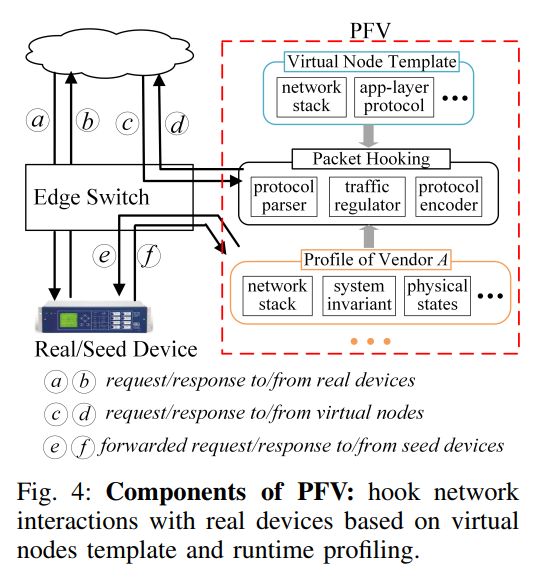 PFV
Virtual Node Template
network stack
app-layer protocol
•••
a
b
c
d
Packet Hooking
protocol parser
traffic regulator
protocol encoder
Edge Switch
e
f
Profile of Vendor A
network stack
system invariant
physical states
•••
Real/Seed Device
•••
a b request/response to/from real devices
c d request/response to/from virtual nodes
e f forwarded request/response to/from seed devices
Fig. 4: Components of PFV: hook network
interactions with real devices based on virtual
nodes template and runtime profiling.